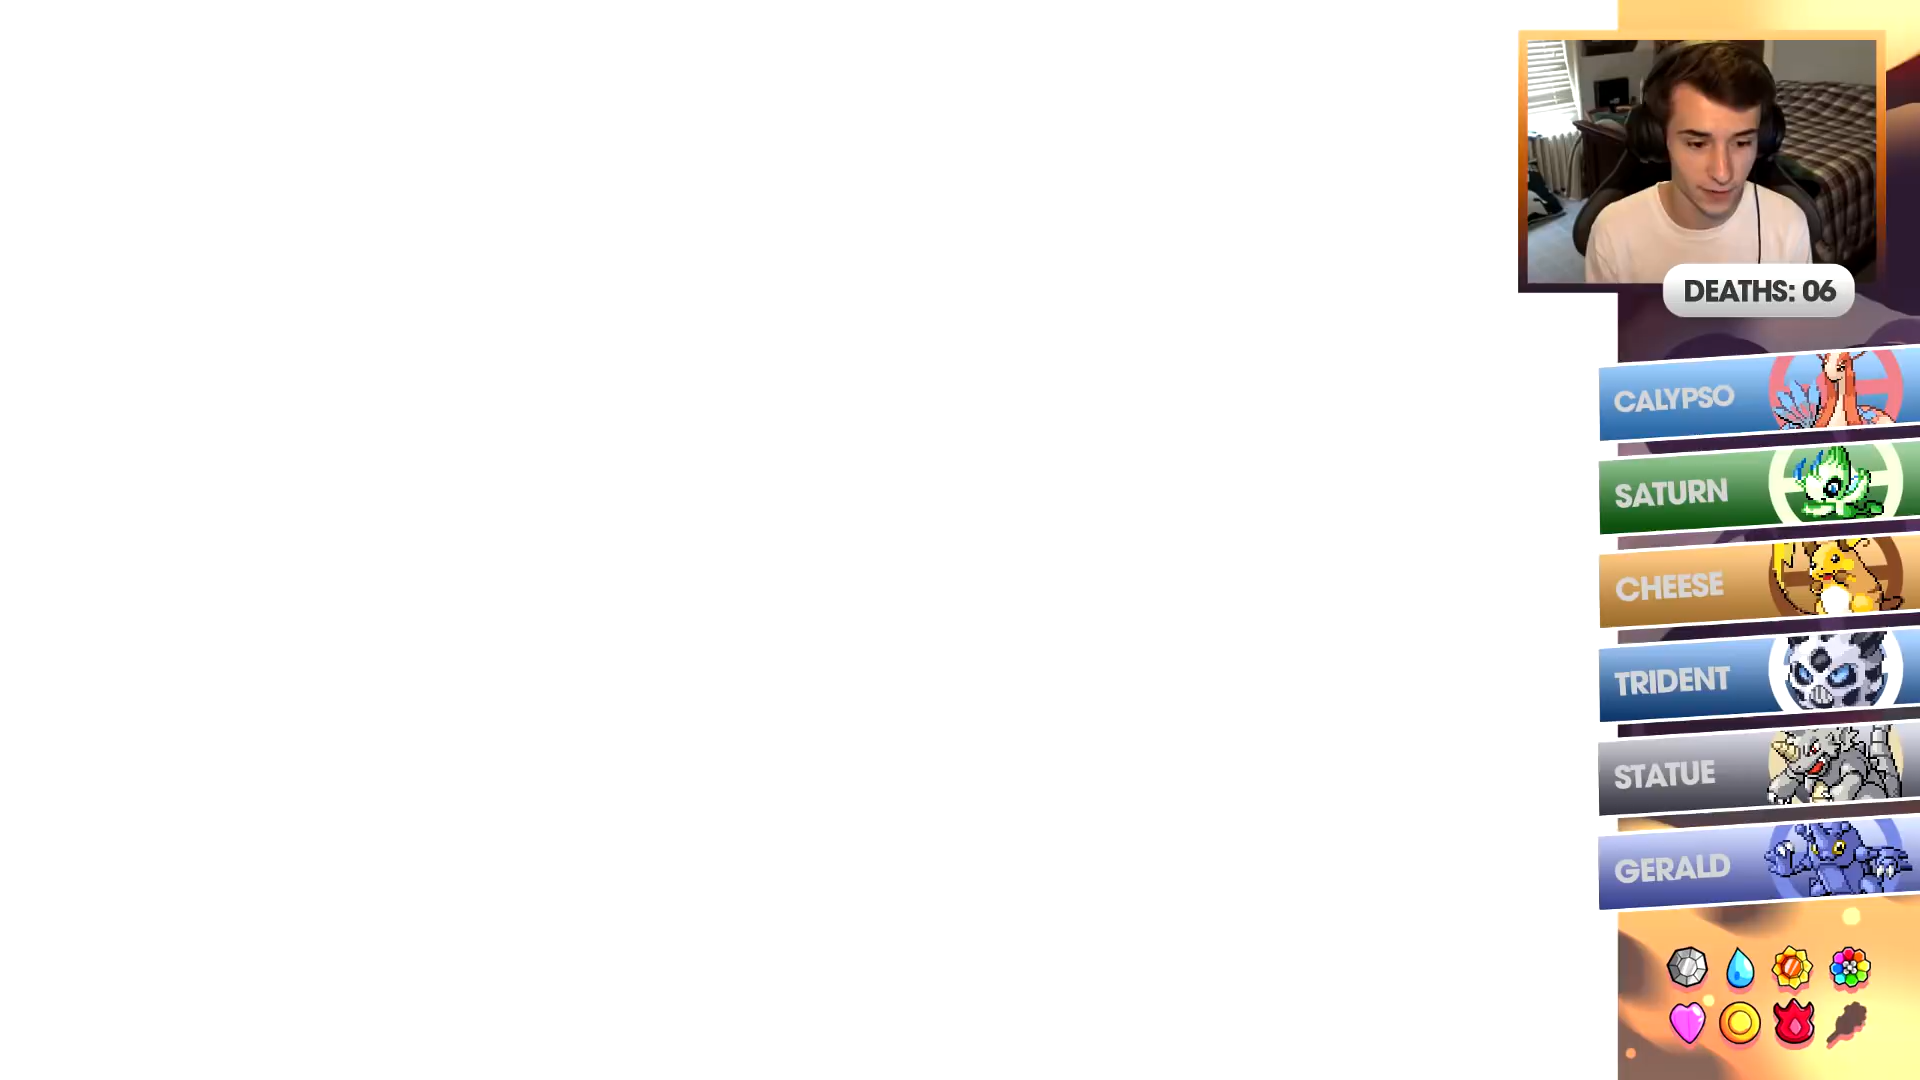 DEATHS: 06
CALYPSO
SATURN
CHEESE
TRIDENT
STATUE
GERALD